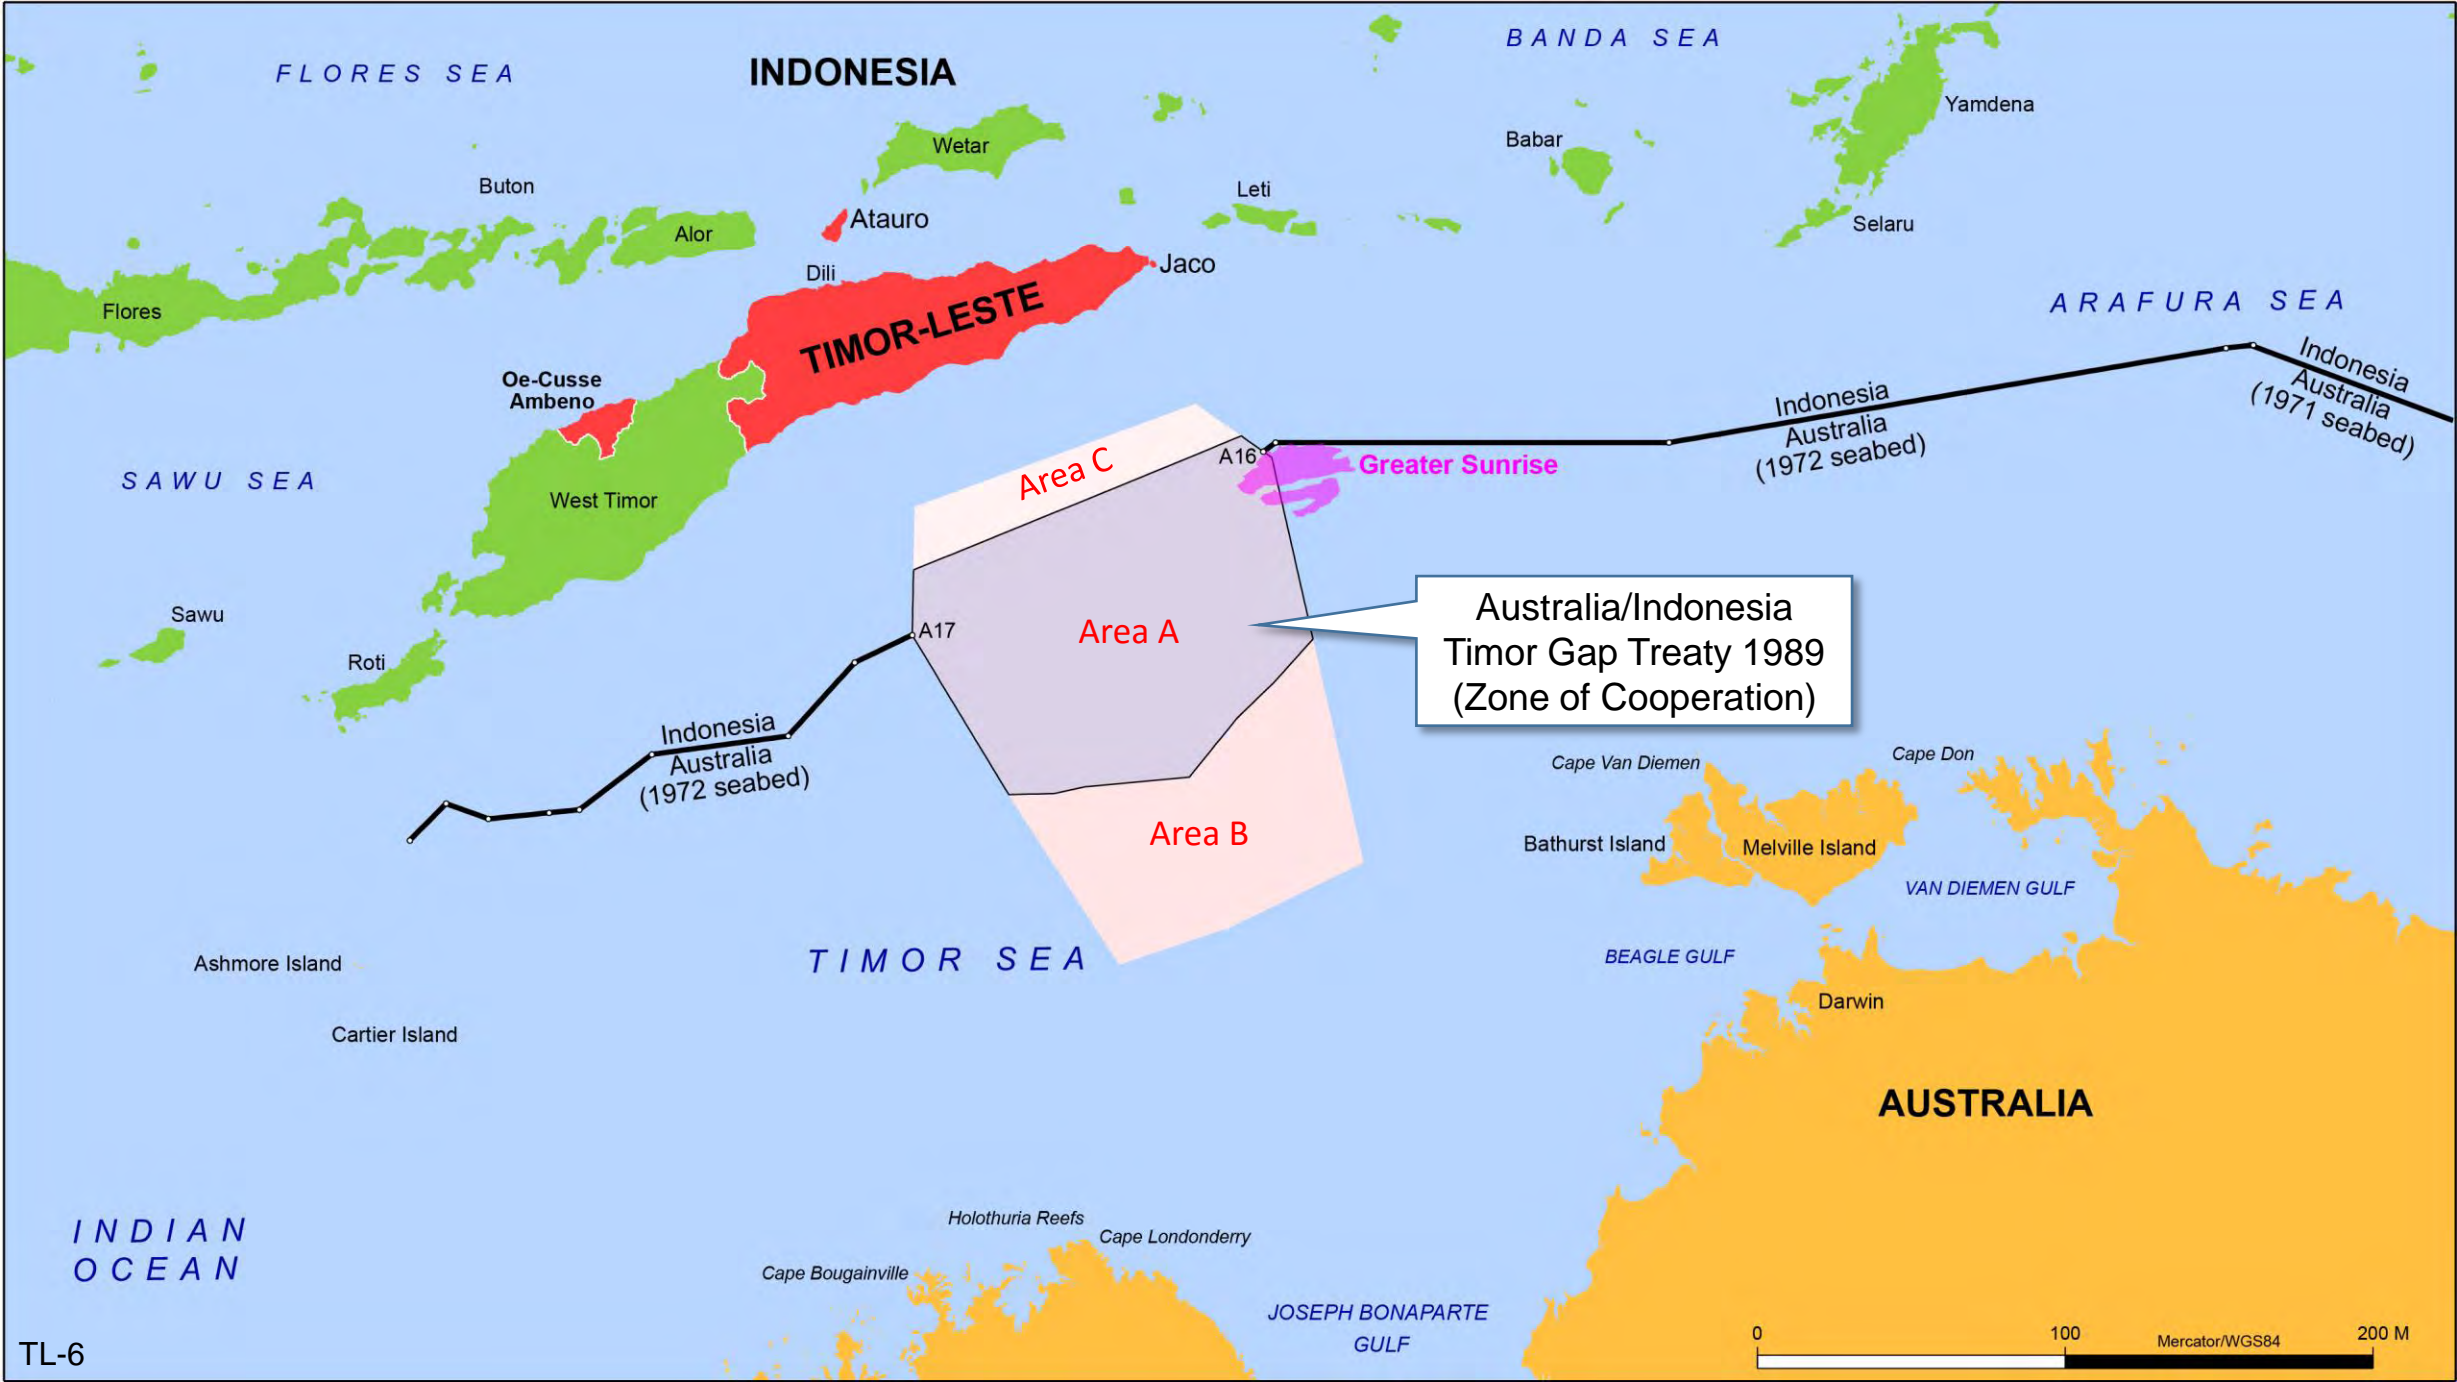 BANDA SEA
FLORES SEA
INDONESIA
Yamdena
Babar
Wetar
Buton
Leti
Atauro
Selaru
Alor
Jaco
Dili
ARAFURA SEA
Flores
TIMOR-LESTE
Indonesia
Australia
(1971 seabed)
Oe-Cusse
Ambeno
Indonesia
Australia
(1972 seabed)
Area C
A16
Greater Sunrise
SAWU SEA
West Timor
Australia/Indonesia
Timor Gap Treaty 1989
(Zone of Cooperation)
Sawu
A17
Area A
Roti
Indonesia
Australia
(1972 seabed)
Cape Van Diemen
Cape Don
Area B
Bathurst Island
Melville Island
VAN DIEMEN GULF
TIMOR SEA
BEAGLE GULF
Ashmore Island
Darwin
Cartier Island
AUSTRALIA
INDIAN
OCEAN
Holothuria Reefs
Cape Londonderry
Cape Bougainville
JOSEPH BONAPARTE
GULF
0 100 200 M
Mercator/WGS84
TL-6